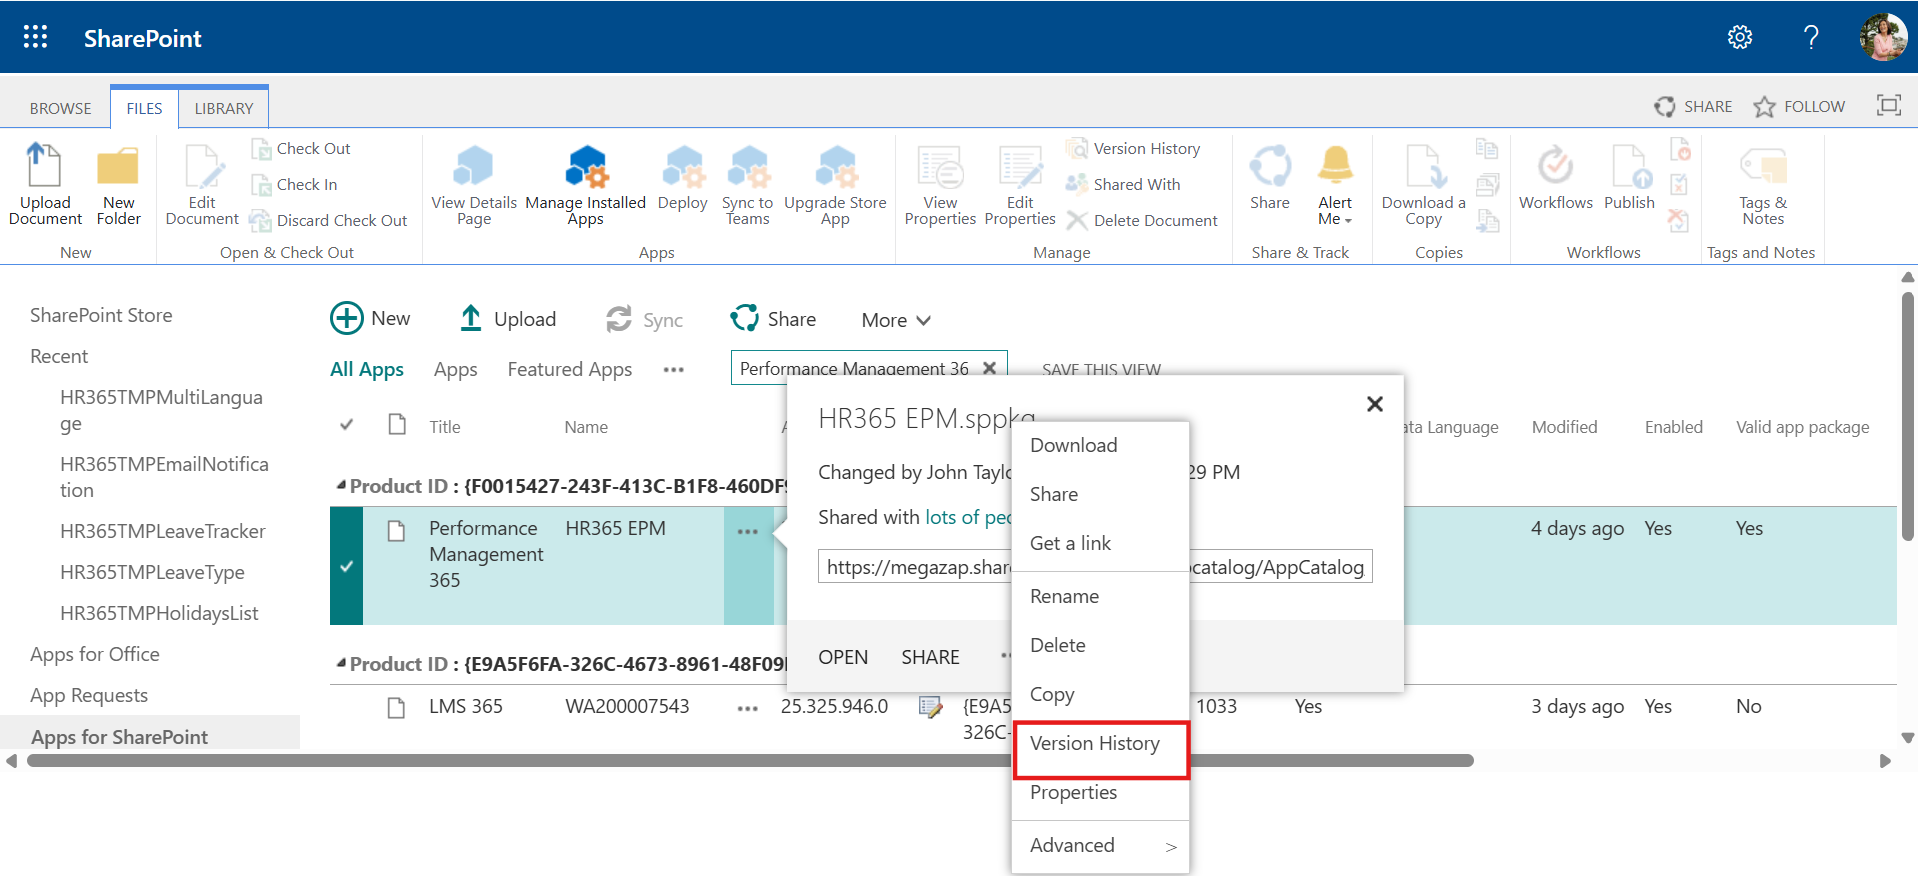 SharePoint
?
BROWSE FILES LIBRARY
SHARE FOLLOW
Upload Document
New Folder
New
Edit Document
Check Out
Check In
Discard Check Out
Open & Check Out
View Details Page
Manage Installed Apps
Deploy
Sync to Teams
Upgrade Store App
Apps
View Properties
Edit Properties
Version History
Shared With
Delete Document
Manage
Share
Alert Me
Share & Track
Download a Copy
Copies
Workflows
Publish
Workflows
Tags & Notes
Tags and Notes
SharePoint Store
Recent
HR365TMPMultiLangua
ge
HR365TMPEmailNotifica
tion
HR365TMPLeaveTracker
HR365TMPLeaveType
HR365TMPHolidaysList
Apps for Office
App Requests
Apps for SharePoint
New Upload Sync Share More
All Apps Apps Featured Apps ••• Performance Management 36 SAVE THIS VIEW
Title Name ata Language Modified Enabled Valid app package
Product ID : {F0015427-243F-413C-B1F8-460DF
Performance Management 365 HR365 EPM ••• 4 days ago Yes Yes
Product ID : {E9A5F6FA-326C-4673-8961-48F09
LMS 365 WA200007543 ••• 25.325.946.0 {E9A5 1033 Yes 3 days ago Yes No
326C-
HR365 EPM.sppkg
Changed by John Taylo 29 PM
Shared with lots of peo
https://megazap.share catalog/AppCatalog
OPEN SHARE
Download
Share
Get a link
Rename
Delete
Copy
Version History
Properties
Advanced >